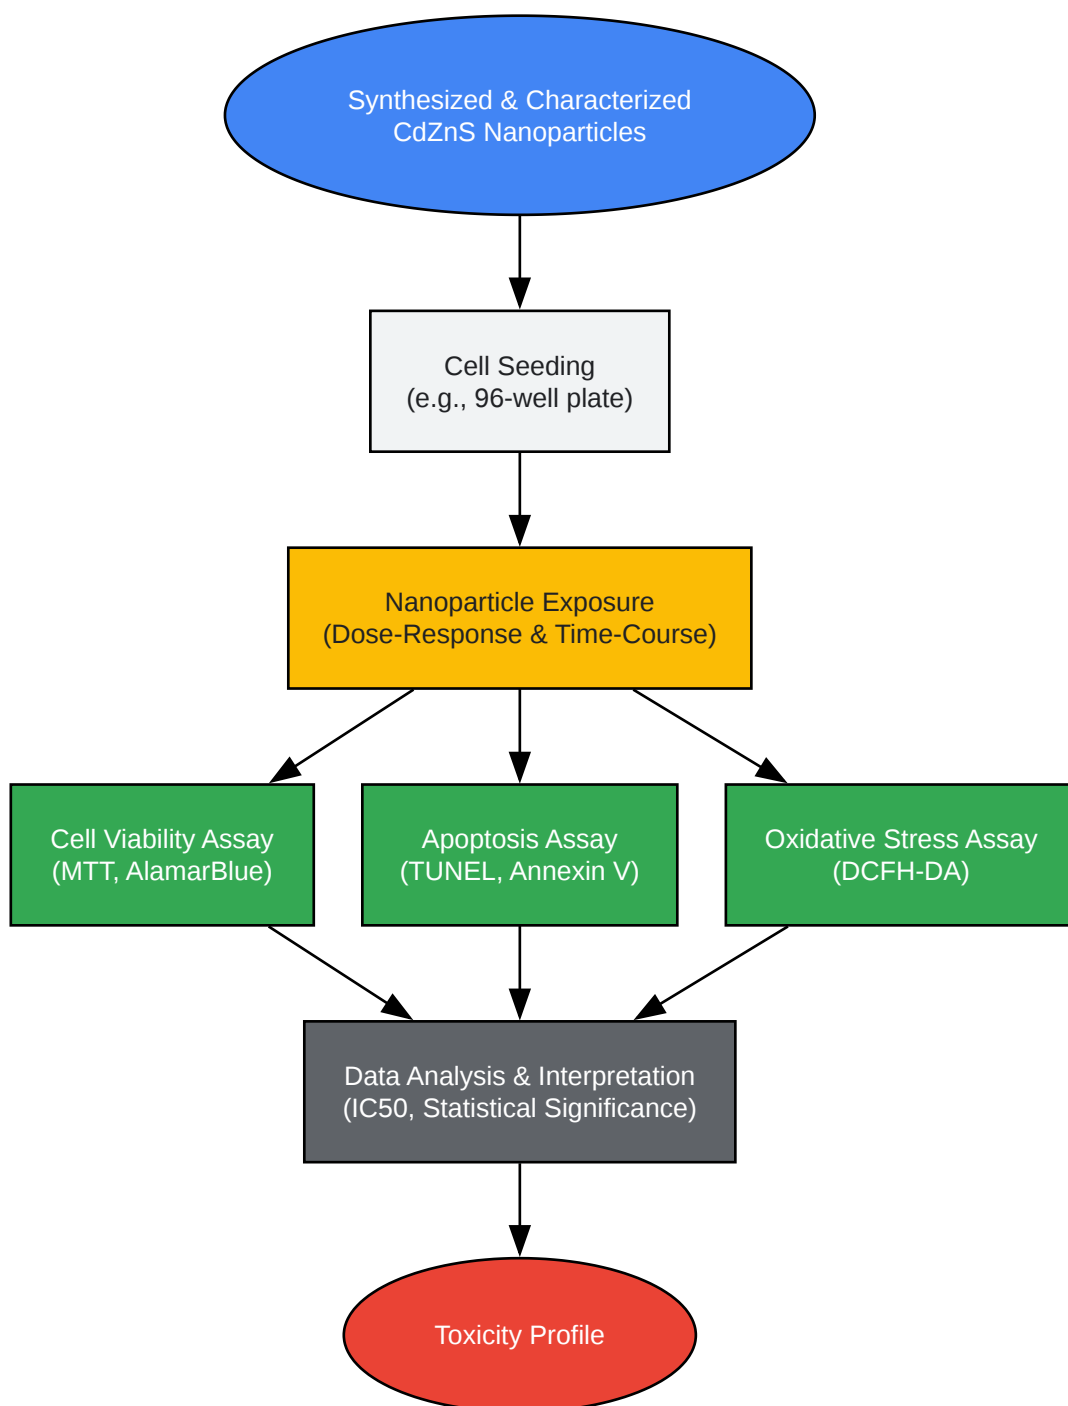 Synthesized & Characterized
CdZnS Nanoparticles
Cell Seeding
(e.g., 96-well plate)
Nanoparticle Exposure
(Dose-Response & Time-Course)
Cell Viability Assay
(MTT, AlamarBlue)
Apoptosis Assay
(TUNEL, Annexin V)
Oxidative Stress Assay
(DCFH-DA)
Data Analysis & Interpretation
(IC50, Statistical Significance)
Toxicity Profile